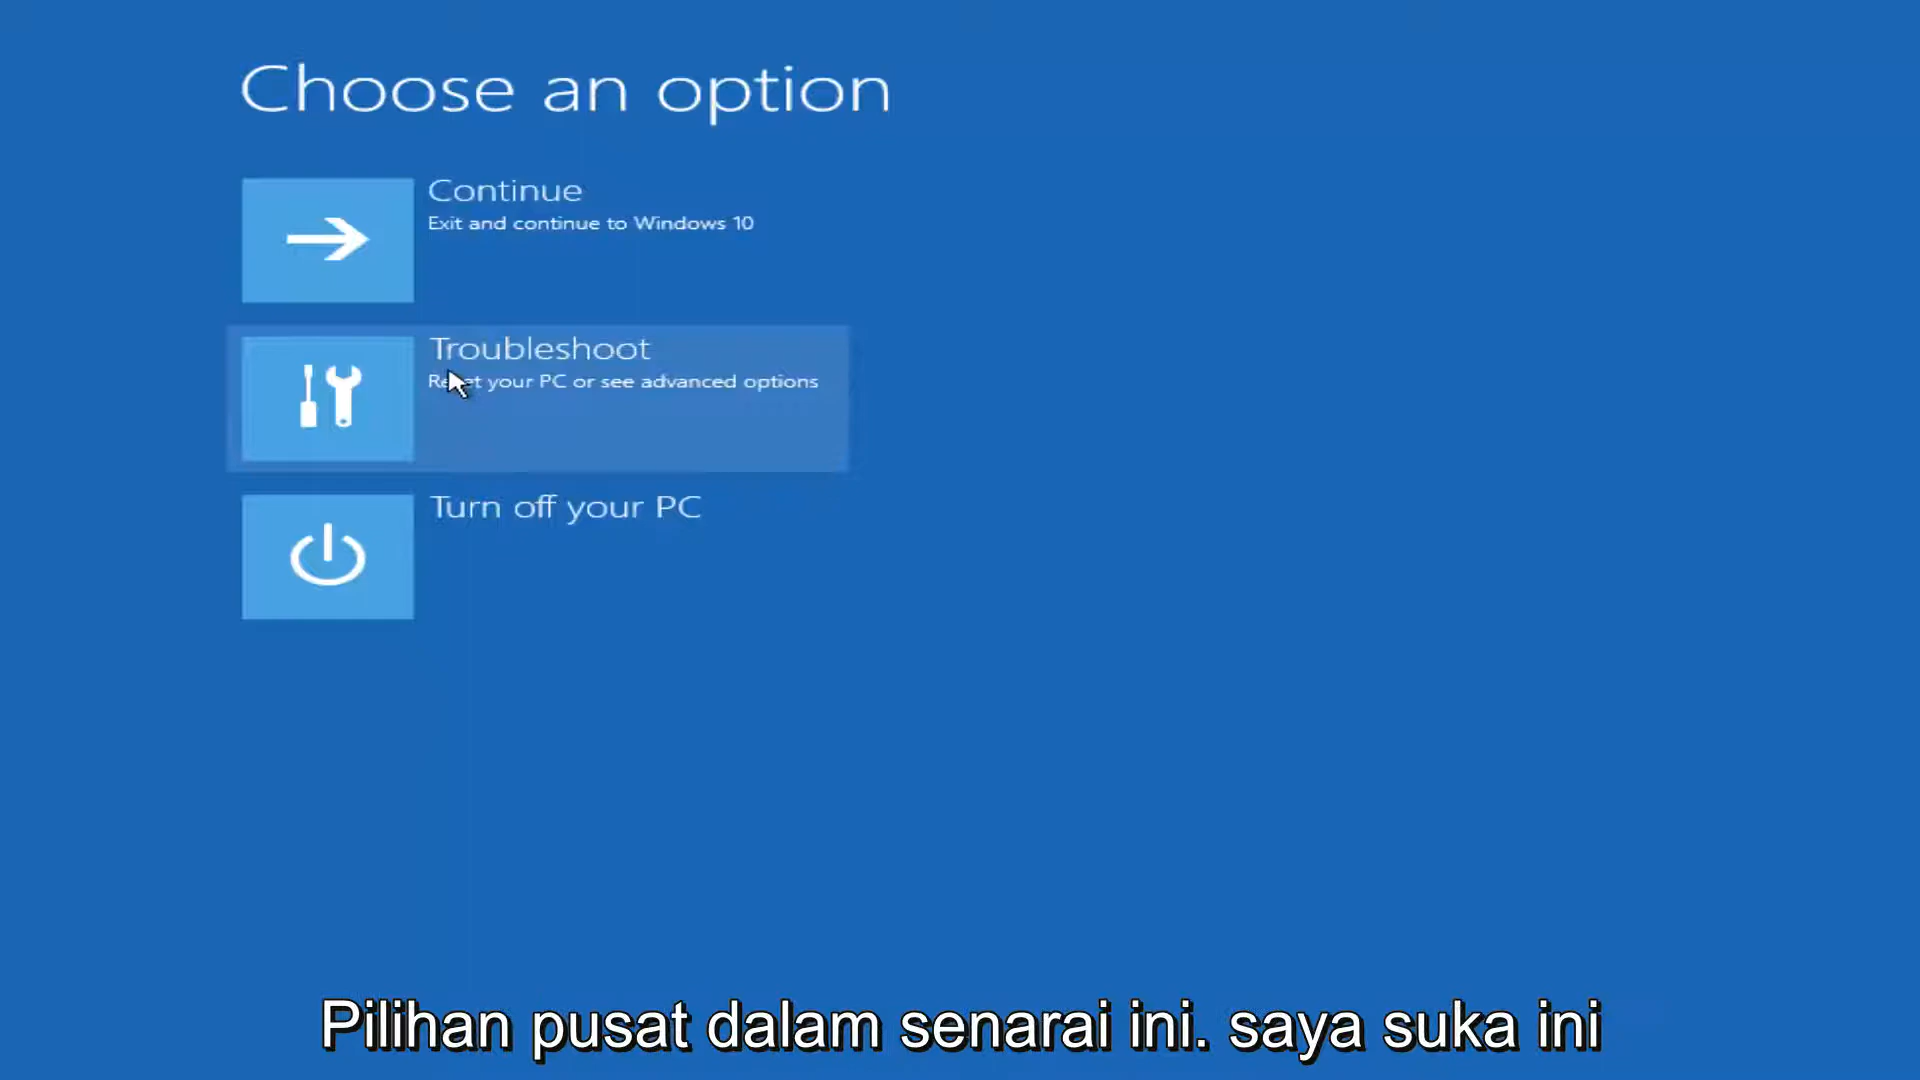 Choose an option
Continue
Exit and continue to Windows 10
Troubleshoot
Reset your PC or see advanced options
Turn off your PC
Pilihan pusat dalam senarai ini. saya suka ini